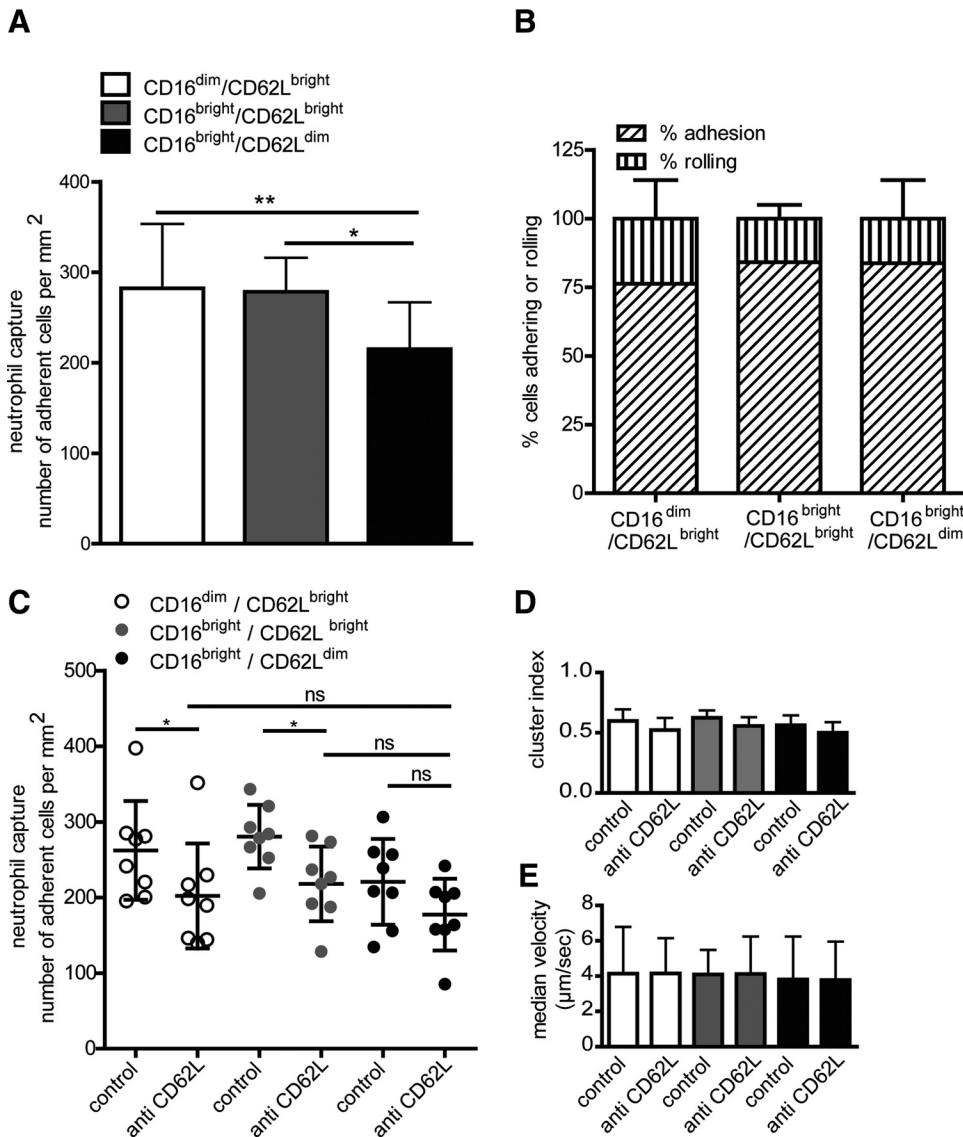 A
CD16dim/CD62Lbright
CD16bright/CD62Lbright
CD16bright/CD62Ldim
neutrophil capture
number of adherent cells per mm2
400
300
200
100
0
**
*
B
% adhesion
% rolling
% cells adhering or rolling
125
100
75
50
25
0
CD16dim
/CD62Lbright
CD16bright
/CD62Lbright
CD16bright
/CD62Ldim
C
CD16dim / CD62Lbright
CD16bright / CD62Lbright
CD16bright / CD62Ldim
neutrophil capture
number of adherent cells per mm2
500
400
300
200
100
0
ns
*
*
ns
ns
control
anti CD62L
control
anti CD62L
control
anti CD62L
D
cluster index
1.0
0.5
0.0
control
anti CD62L
control
anti CD62L
control
anti CD62L
E
median velocity
(µm/sec)
8
6
4
2
0
control
anti CD62L
control
anti CD62L
control
anti CD62L